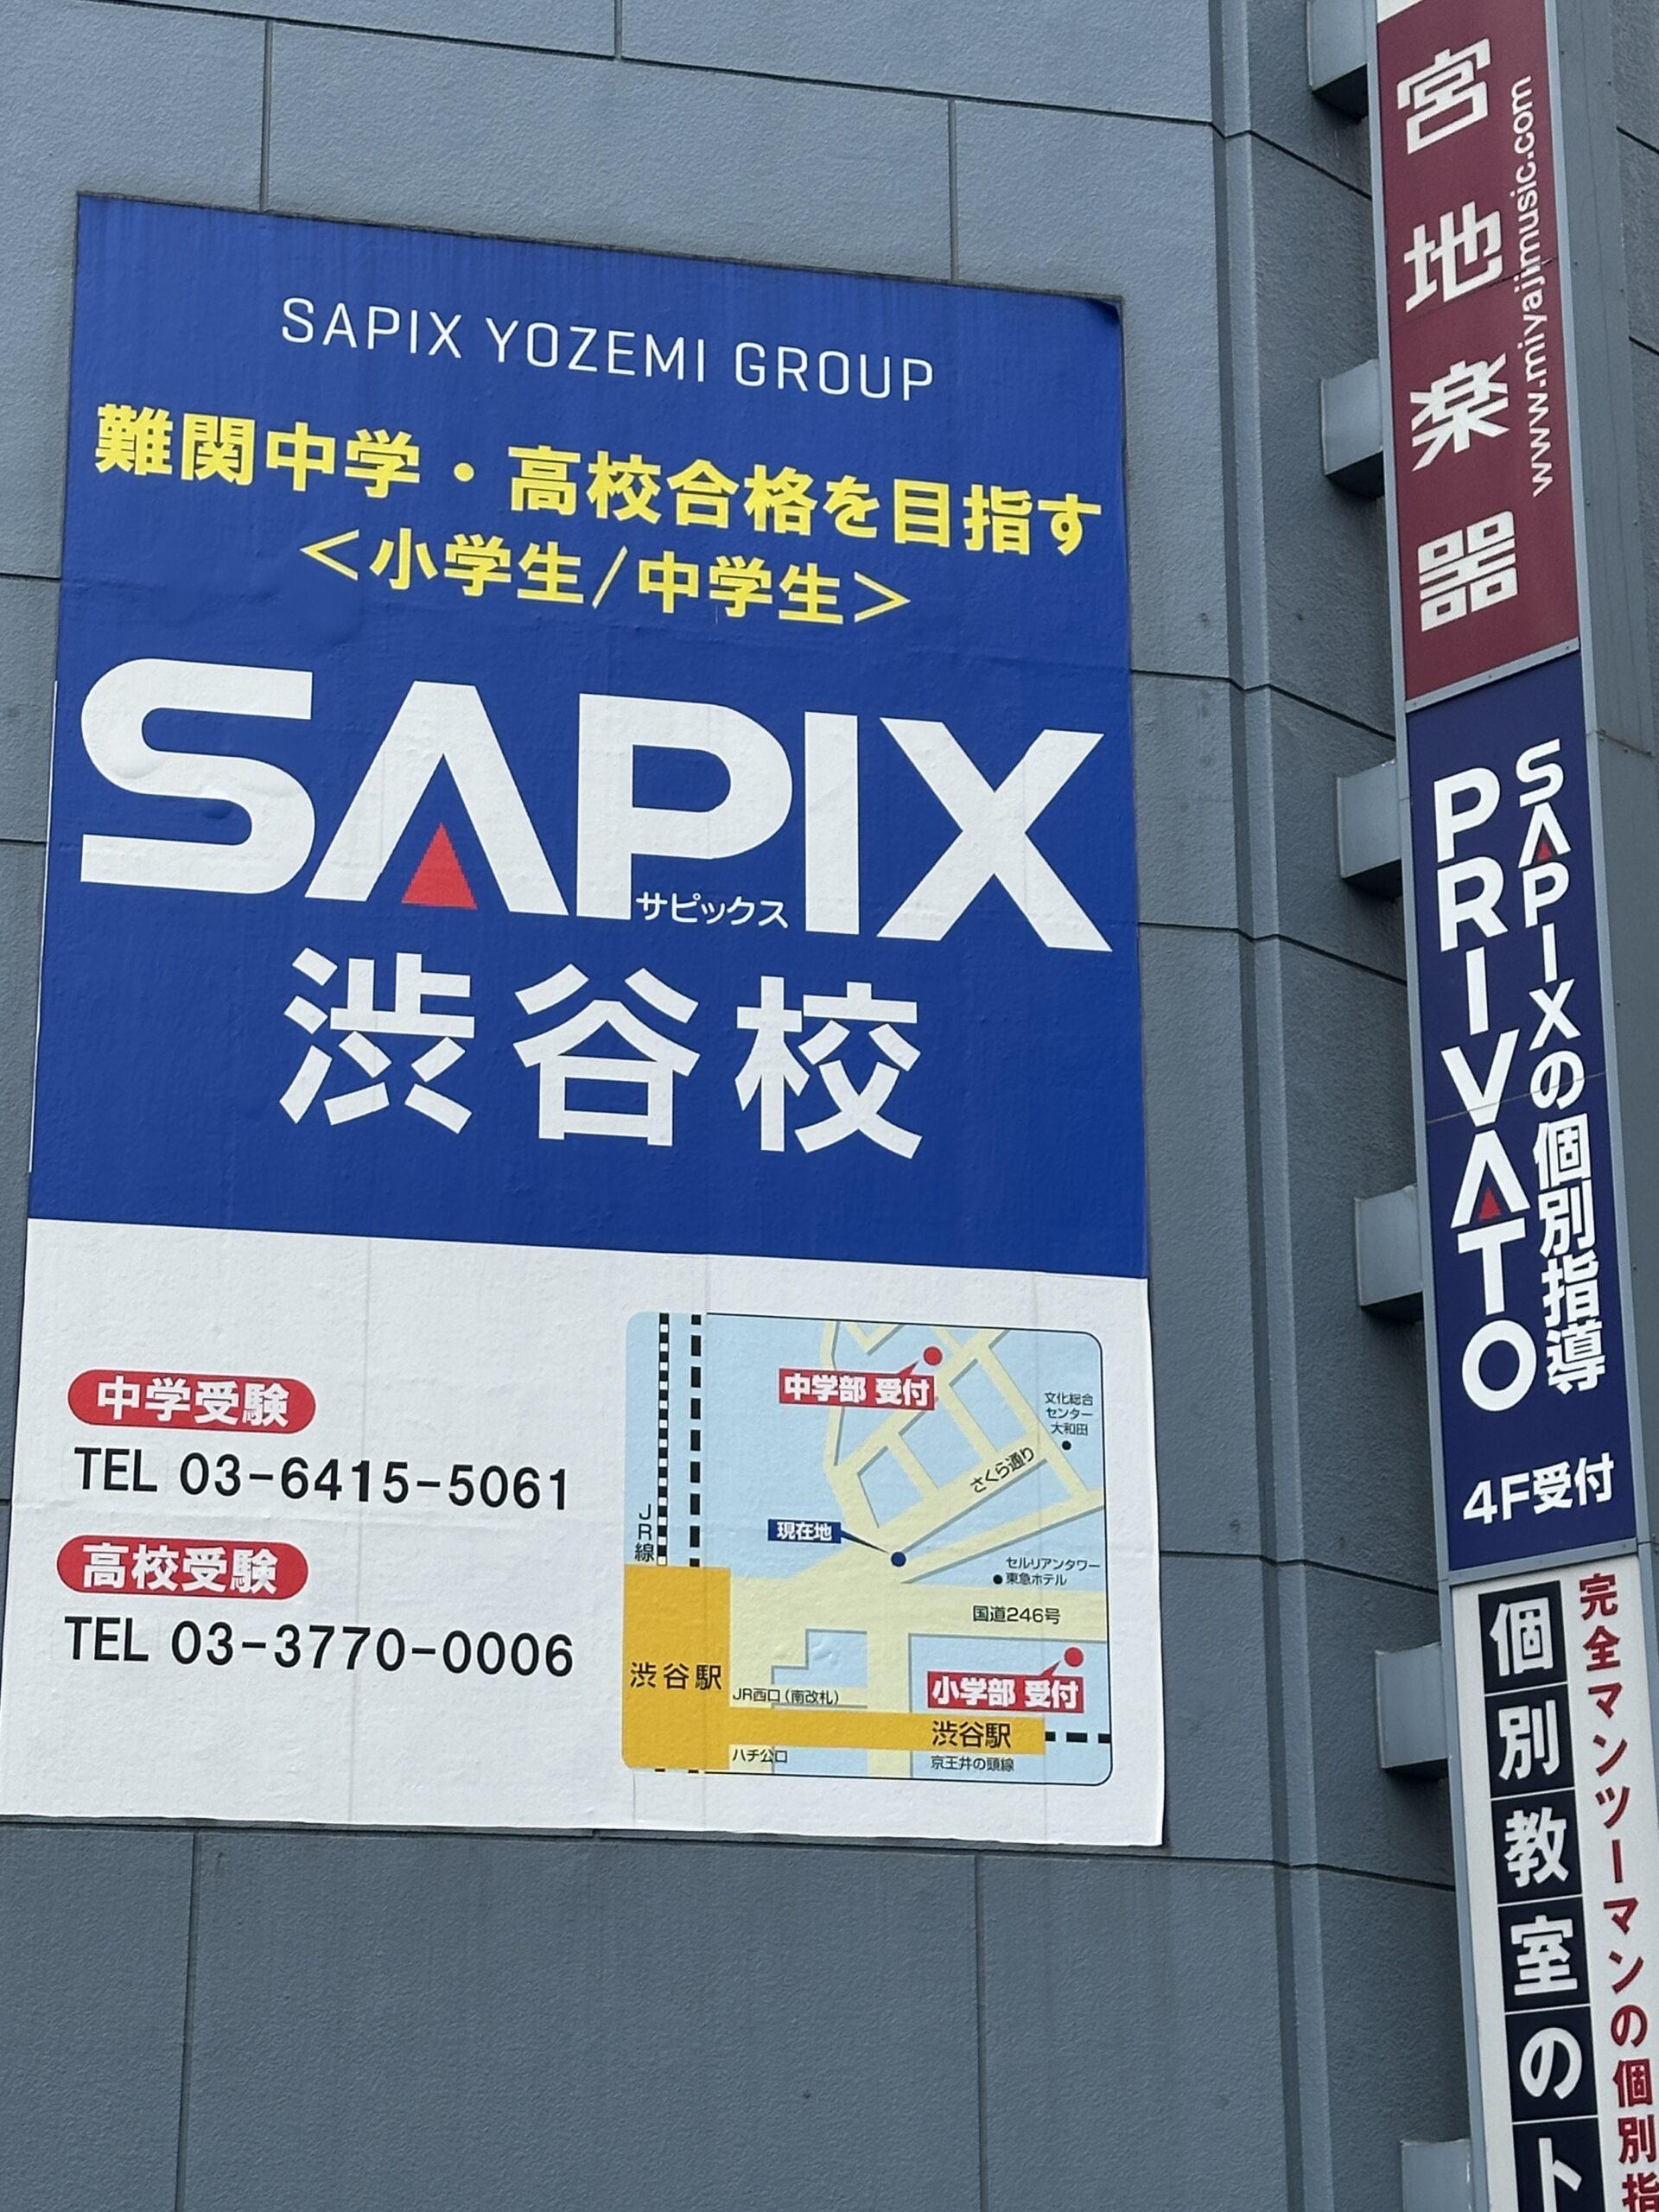 SAPIX YOZEMI GROUP
難関中学・高校合格を目指す
＜小学生/中学生＞
SAPIX
サピックス
渋谷校
中学受験
TEL 03-6415-5061
高校受験
TEL 03-3770-0006
中学部 受付
文化総合
センター
大和田
さくら通り
JR線
現在地
セルリアンタワー
東急ホテル
国道246号
渋谷駅
JR西口（南改札）
小学部 受付
渋谷駅
ハチ公口
京王井の頭線
宮地楽器
www.miyajimusic.com
SAPIXの個別指導
PRIVATO
4F受付
完全マンツーマンの個別指
個別教室のト